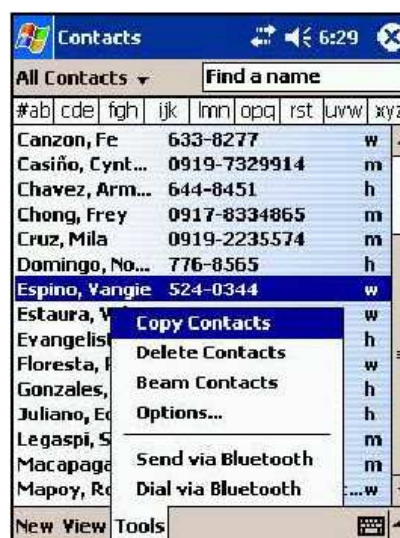 Contacts 6:29
All Contacts Find a name
#ab cde fgh ijk lmn opq rst uvw xyz
Canzon, Fe 633-8277 w
Casiño, Cynt... 0919-7329914 m
Chavez, Arm... 644-8451 h
Chong, Frey 0917-8334865 m
Cruz, Mila 0919-2235574 m
Domingo, No... 776-8565 h
Espino, Vangie 524-0344 w
Estaura, w
Copy Contacts
Evangelist h
Delete Contacts
Floresta, w
Beam Contacts
Gonzales, h
Options...
Juliano, h
Legaspi, S m
Send via Bluetooth
Macapaga m
Dial via Bluetooth
Mapoy, Ro ...w
New View Tools